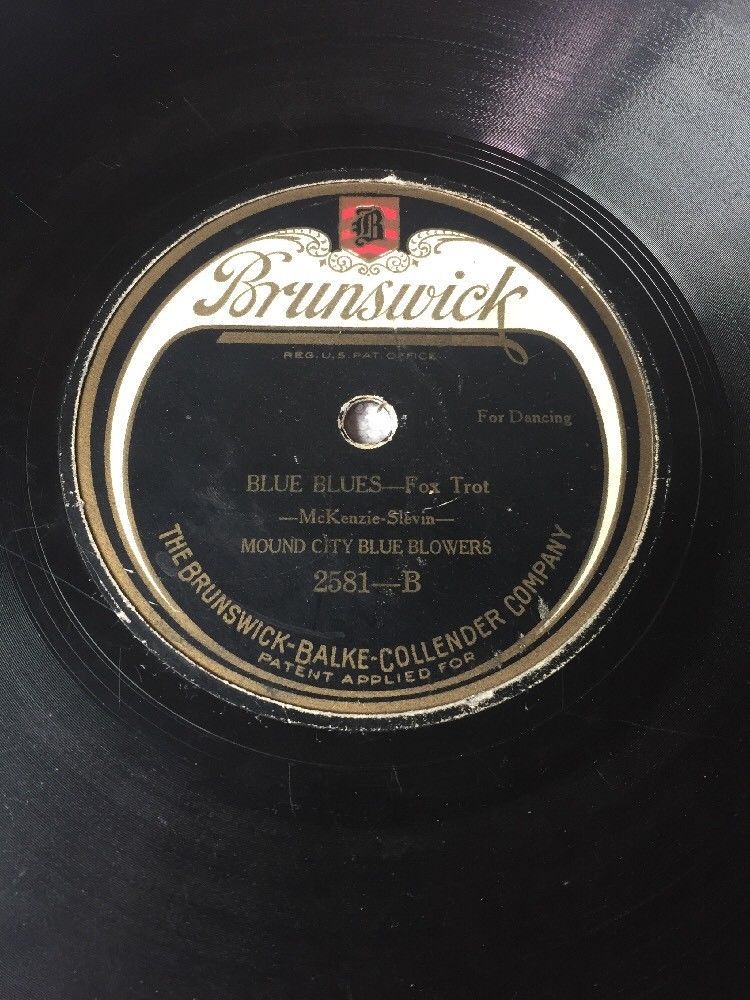 B
Brunswick
REG. U.S. PAT. OFFICE
For Dancing
BLUE BLUES—Fox Trot
—McKenzie-Slevin—
MOUND CITY BLUE BLOWERS
2581—B
THE BRUNSWICK-BALKE-COLLENDER COMPANY
PATENT APPLIED FOR